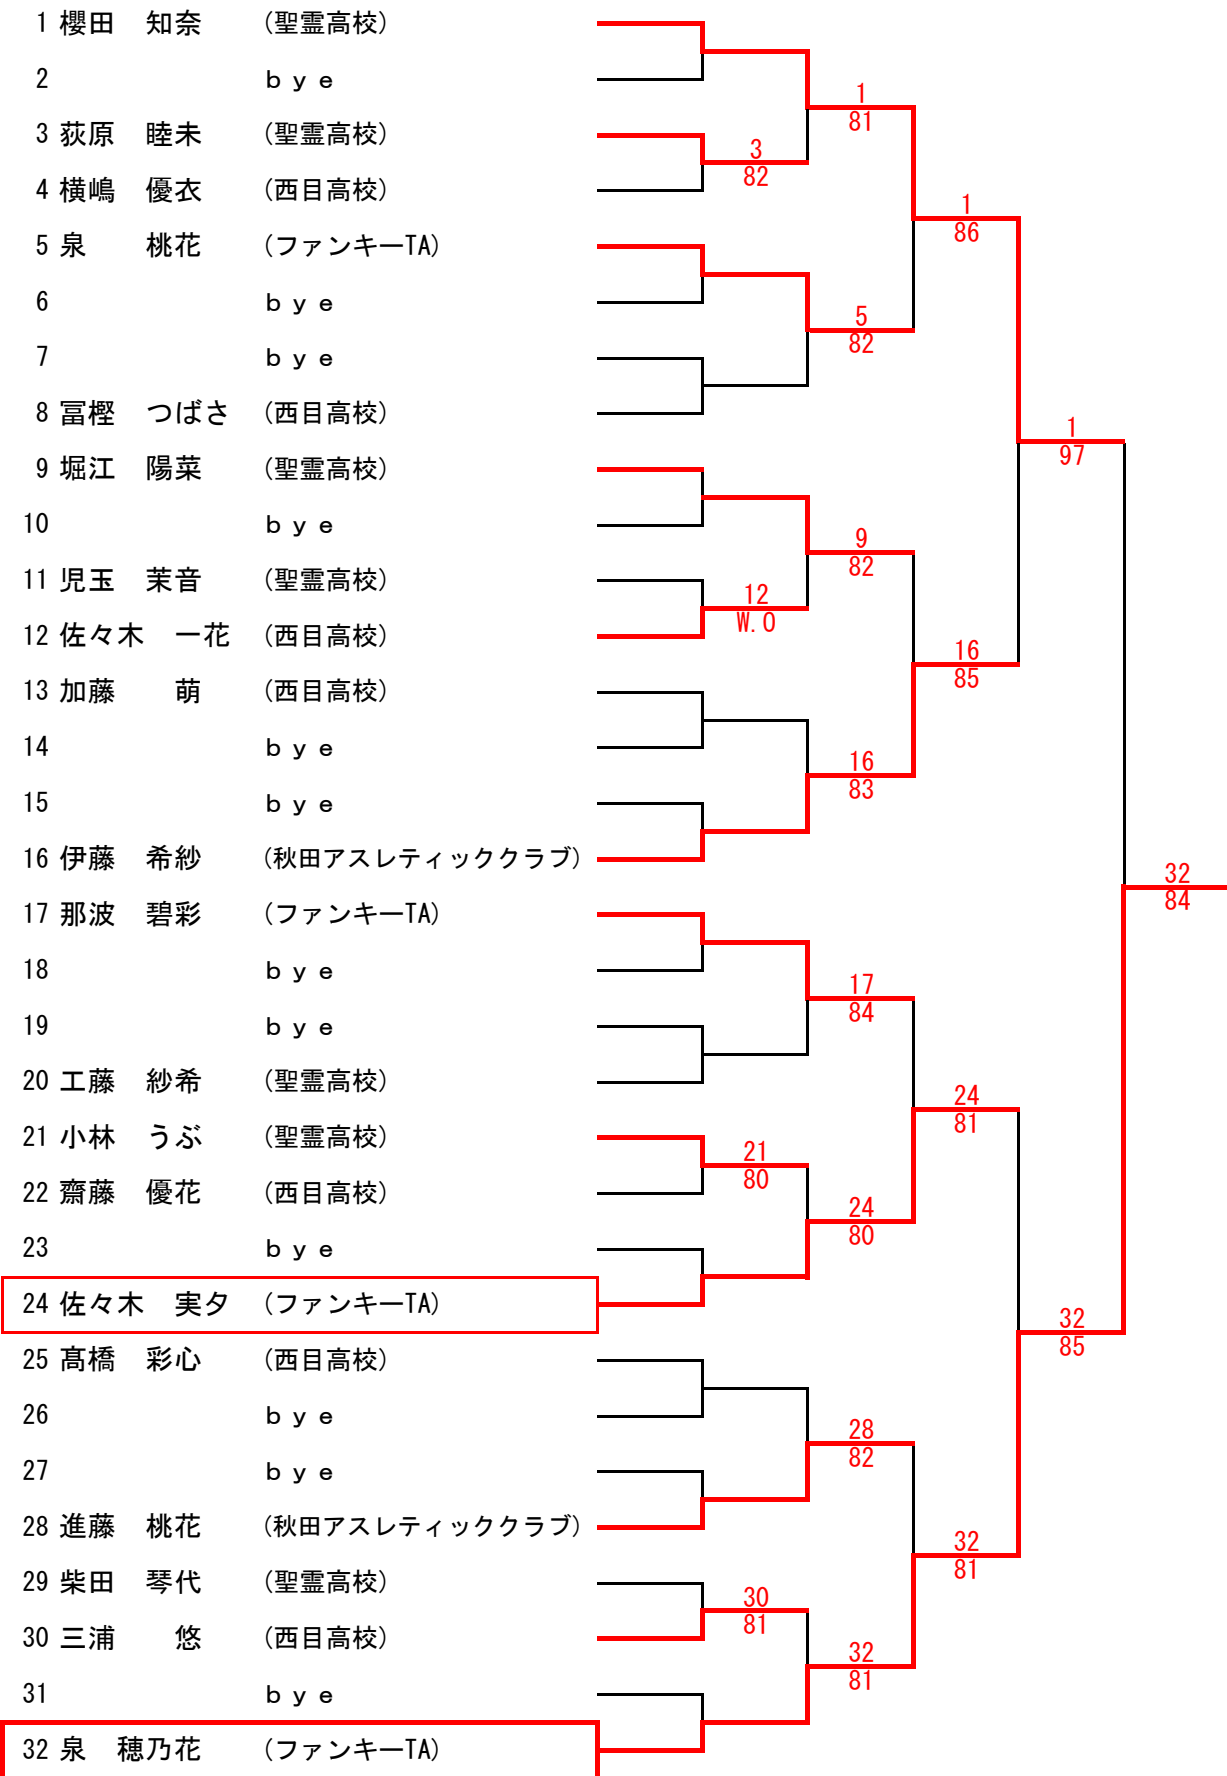 1 櫻田　知奈 (聖霊高校)
2 ｂｙｅ
1
81
3 荻原　睦未 (聖霊高校)
3
82
4 横嶋　優衣 (西目高校)
1
86
5 泉　　桃花 (ファンキーTA)
6 ｂｙｅ
5
82
7 ｂｙｅ
8 冨樫　つばさ (西目高校)
1
97
9 堀江　陽菜 (聖霊高校)
10 ｂｙｅ
9
82
11 児玉　茉音 (聖霊高校)
12
W.O
12 佐々木　一花 (西目高校)
16
85
13 加藤　　萌 (西目高校)
14 ｂｙｅ
16
83
15 ｂｙｅ
16 伊藤　希紗 (秋田アスレティッククラブ)
32
84
17 那波　碧彩 (ファンキーTA)
18 ｂｙｅ
17
84
19 ｂｙｅ
20 工藤　紗希 (聖霊高校)
24
81
21 小林　うぶ (聖霊高校)
21
80
22 齋藤　優花 (西目高校)
24
80
23 ｂｙｅ
24 佐々木　実夕 (ファンキーTA)
32
85
25 髙橋　彩心 (西目高校)
26 ｂｙｅ
28
82
27 ｂｙｅ
28 進藤　桃花 (秋田アスレティッククラブ)
32
81
29 柴田　琴代 (聖霊高校)
30
81
30 三浦　　悠 (西目高校)
32
81
31 ｂｙｅ
32 泉　穂乃花 (ファンキーTA)